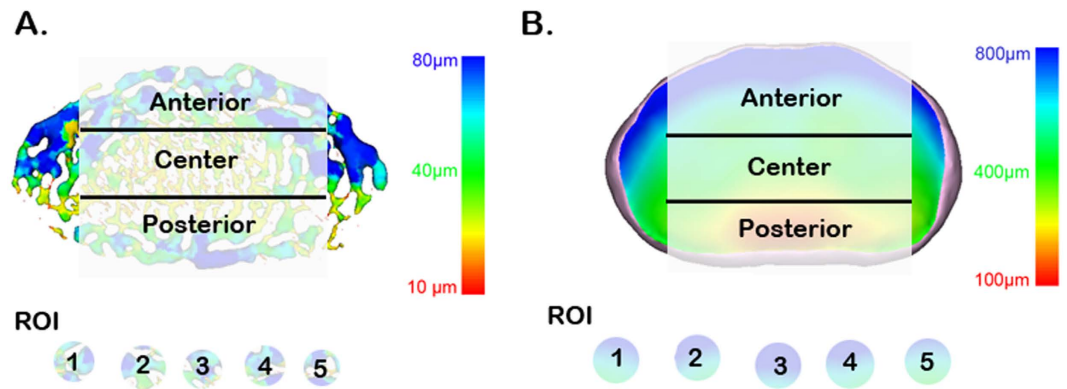 A.
80µm
Anterior
Center
40µm
Posterior
10 µm
ROI
1 2 3 4 5
B.
800µm
Anterior
Center
400µm
Posterior
100µm
ROI
1 2 3 4 5